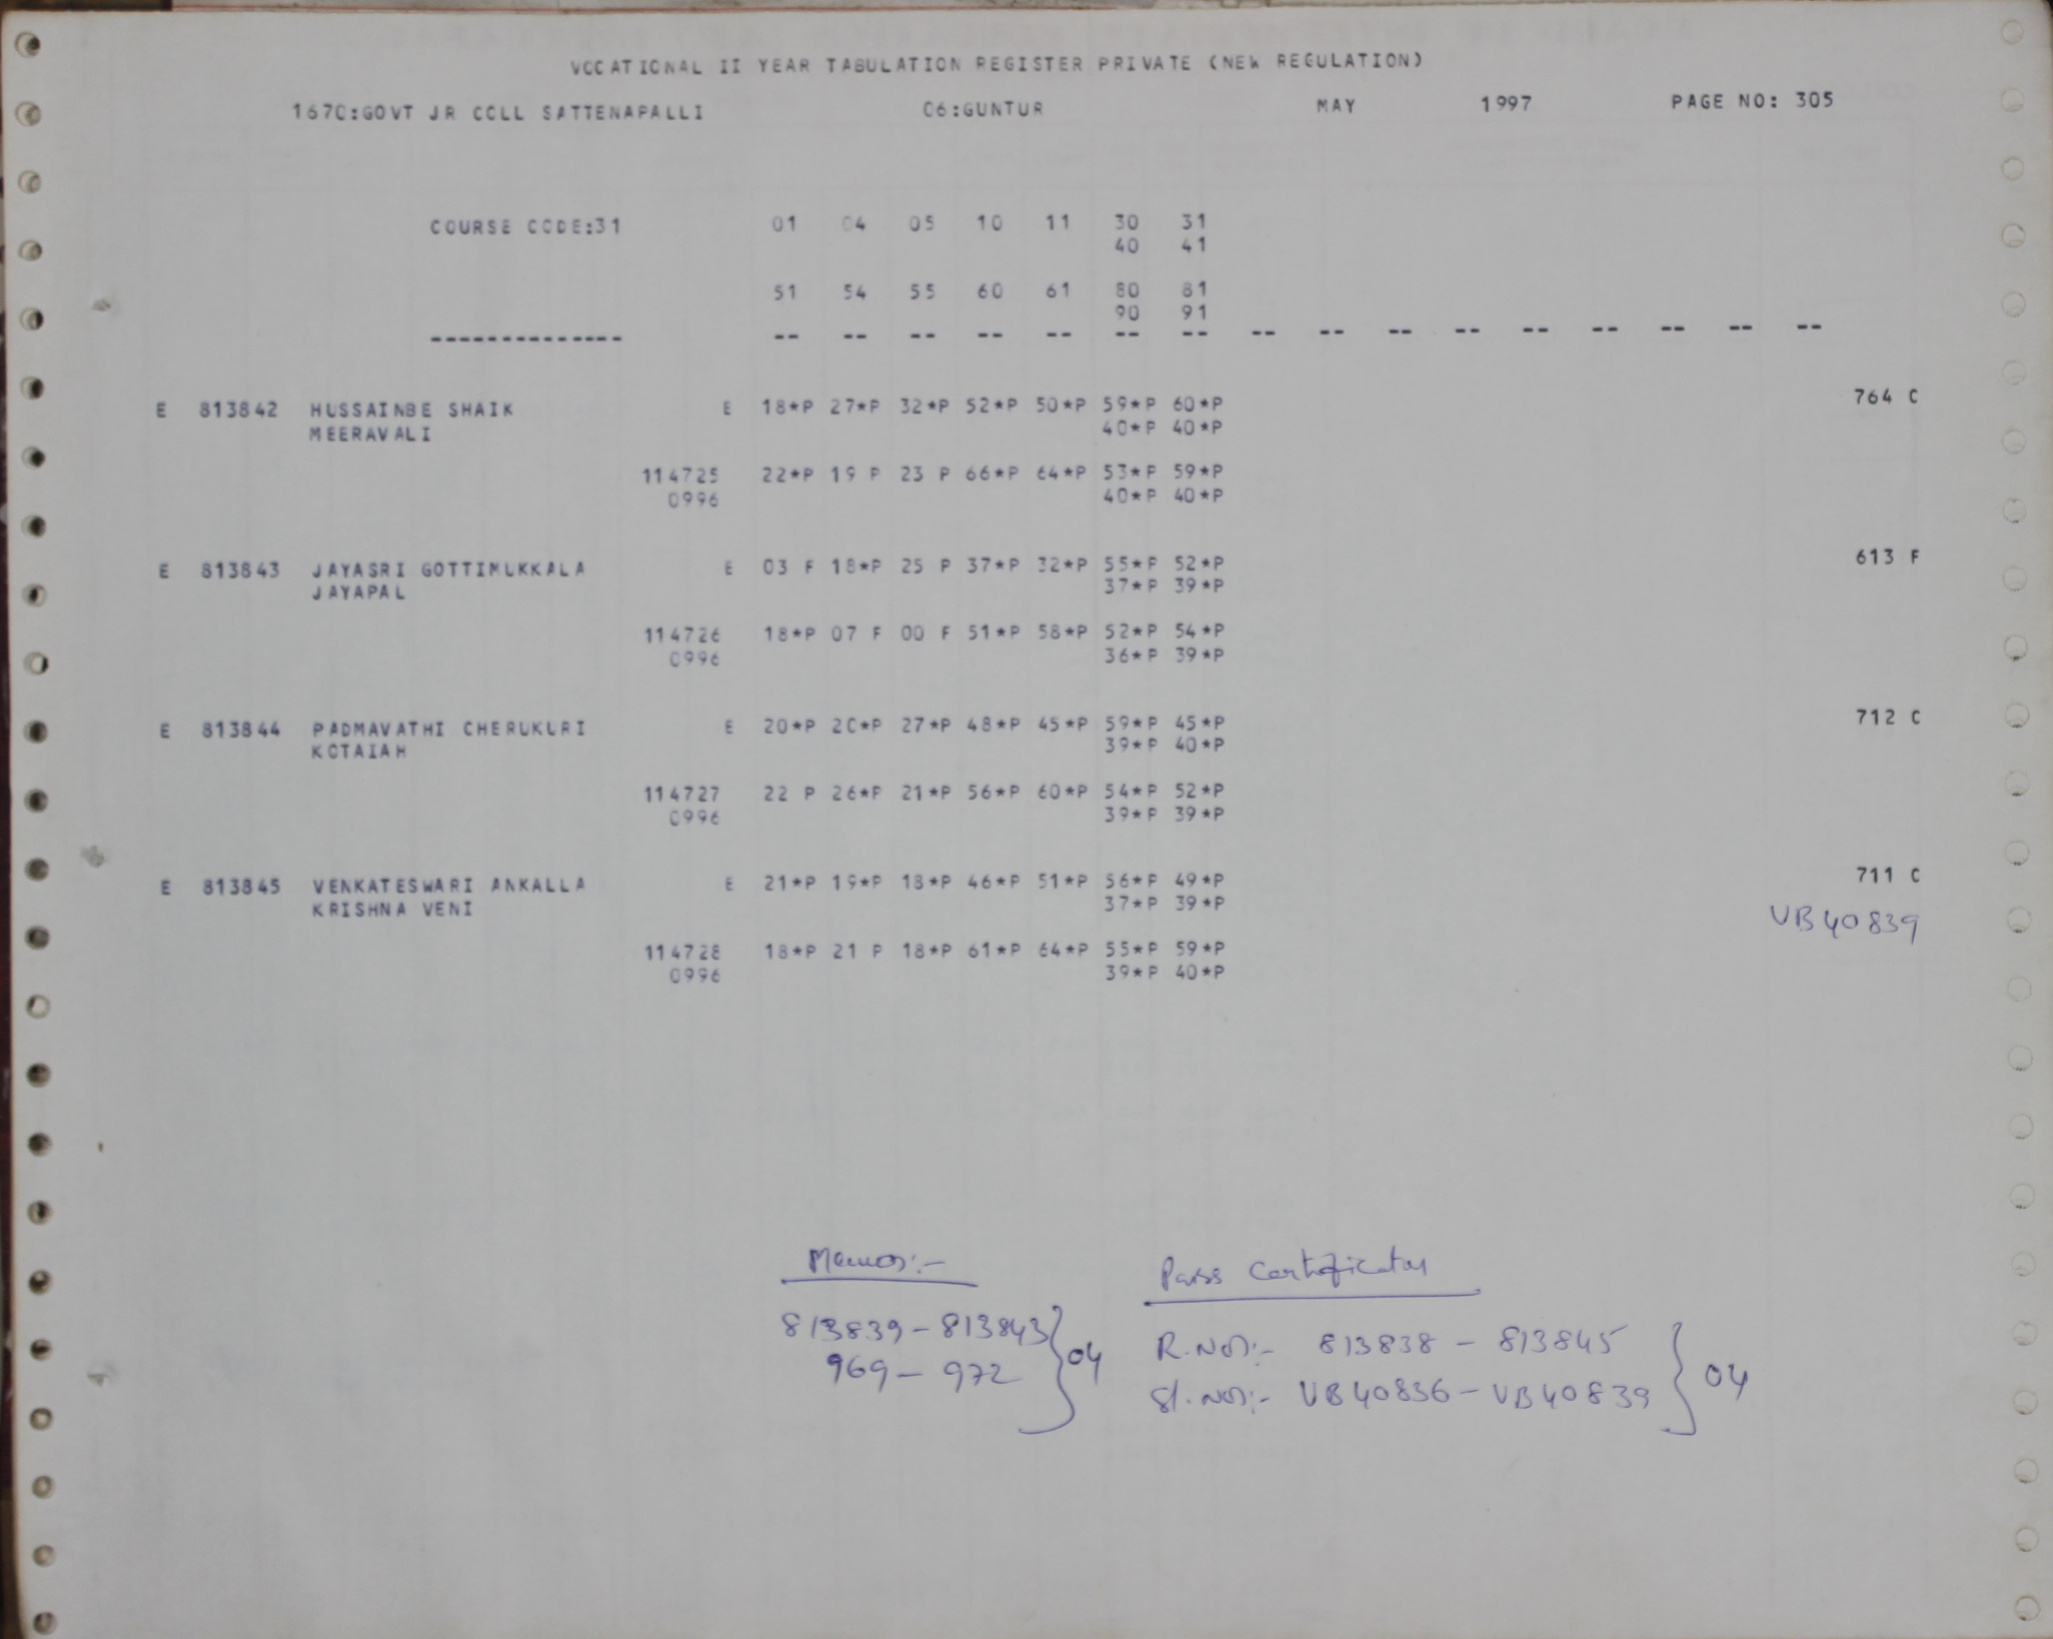 VOCATIONAL II YEAR TABULATION REGISTER PRIVATE (NEW REGULATION)
1670:GOVT JR COLL SATTENAPALLI 06:GUNTUR MAY 1997 PAGE NO: 305
COURSE CODE:31 01 04 05 10 11 30 31
40 41
51 54 55 60 61 80 81
90 91
-------------- -- -- -- -- -- -- -- -- -- -- -- -- -- -- -- --
E 813842 HUSSAINBE SHAIK E 18*P 27*P 32*P 52*P 50*P 59*P 60*P 764 C
MEERAVALI 40*P 40*P
114725 22*P 19 P 23 P 66*P 64*P 53*P 59*P
0996 40*P 40*P
E 813843 JAYASRI GOTTIMUKKALA E 03 F 18*P 25 P 37*P 32*P 55*P 52*P 613 F
JAYAPAL 37*P 39*P
114726 18*P 07 F 00 F 51*P 58*P 52*P 54*P
0996 36*P 39*P
E 813844 PADMAVATHI CHERUKURI E 20*P 20*P 27*P 48*P 45*P 59*P 45*P 712 C
KOTAIAH 39*P 40*P
114727 22 P 26*P 21*P 56*P 60*P 54*P 52*P
0996 39*P 39*P
E 813845 VENKATESWARI ANKALLA E 21*P 19*P 18*P 46*P 51*P 56*P 49*P 711 C
KRISHNA VENI 37*P 39*P VB40839
114728 18*P 21 P 18*P 61*P 64*P 55*P 59*P
0996 39*P 40*P
Memos:- Pass Certificates
813839 - 813843 } 04 R.Nos:- 813838 - 813845 } 04
969 - 972 Sl.Nos:- VB40836 - VB40839